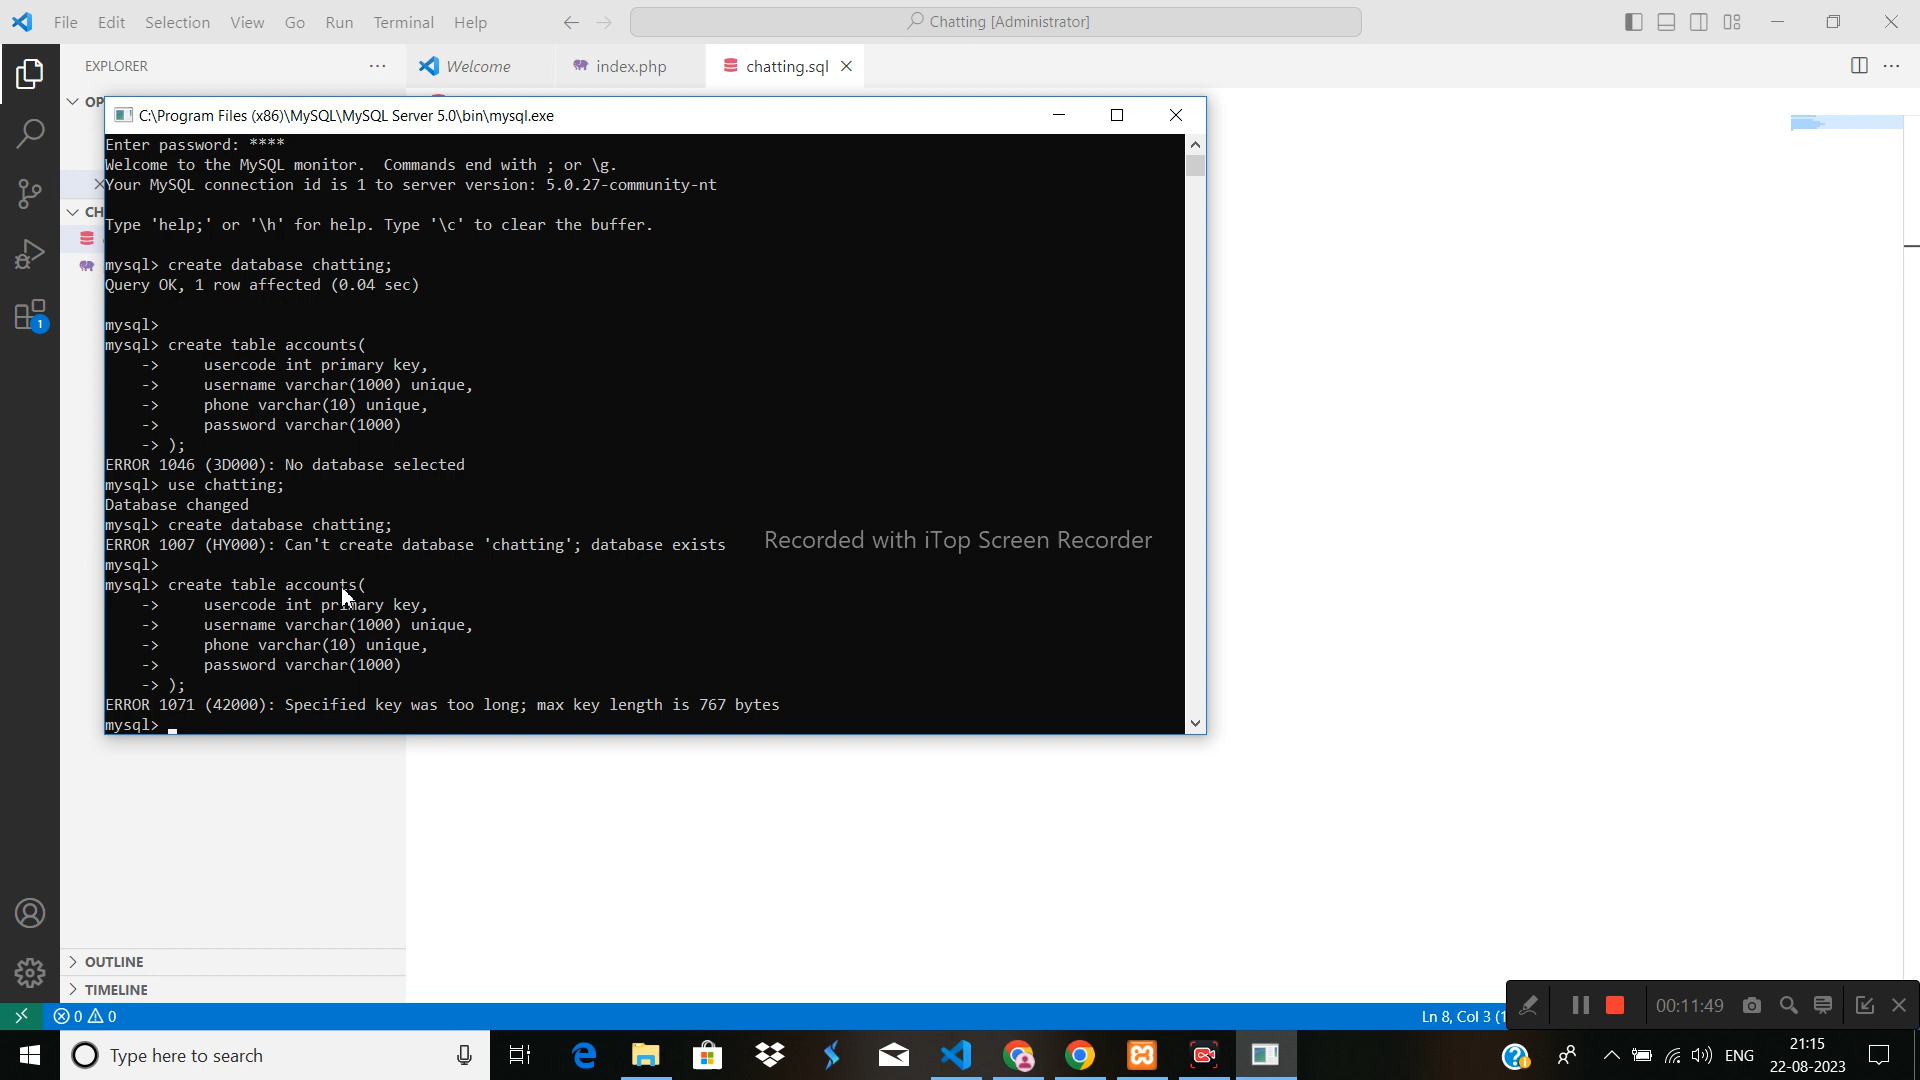 File Edit Selection View Go Run Terminal Help
Chatting [Administrator]
EXPLORER
Welcome
index.php
chatting.sql
OP
CH
C:\Program Files (x86)\MySQL\MySQL Server 5.0\bin\mysql.exe
Enter password: ****
Welcome to the MySQL monitor.  Commands end with ; or \g.
Your MySQL connection id is 1 to server version: 5.0.27-community-nt
Type 'help;' or '\h' for help. Type '\c' to clear the buffer.
mysql> create database chatting;
Query OK, 1 row affected (0.04 sec)
mysql>
mysql> create table accounts(
    ->     usercode int primary key,
    ->     username varchar(1000) unique,
    ->     phone varchar(10) unique,
    ->     password varchar(1000)
    -> );
ERROR 1046 (3D000): No database selected
mysql> use chatting;
Database changed
mysql> create database chatting;
ERROR 1007 (HY000): Can't create database 'chatting'; database exists
mysql>
mysql> create table accounts(
    ->     usercode int primary key,
    ->     username varchar(1000) unique,
    ->     phone varchar(10) unique,
    ->     password varchar(1000)
    -> );
ERROR 1071 (42000): Specified key was too long; max key length is 767 bytes
mysql>
Recorded with iTop Screen Recorder
1
OUTLINE
TIMELINE
0 0
Ln 8, Col 3 (1
00:11:49
Type here to search
ENG
21:15
22-08-2023